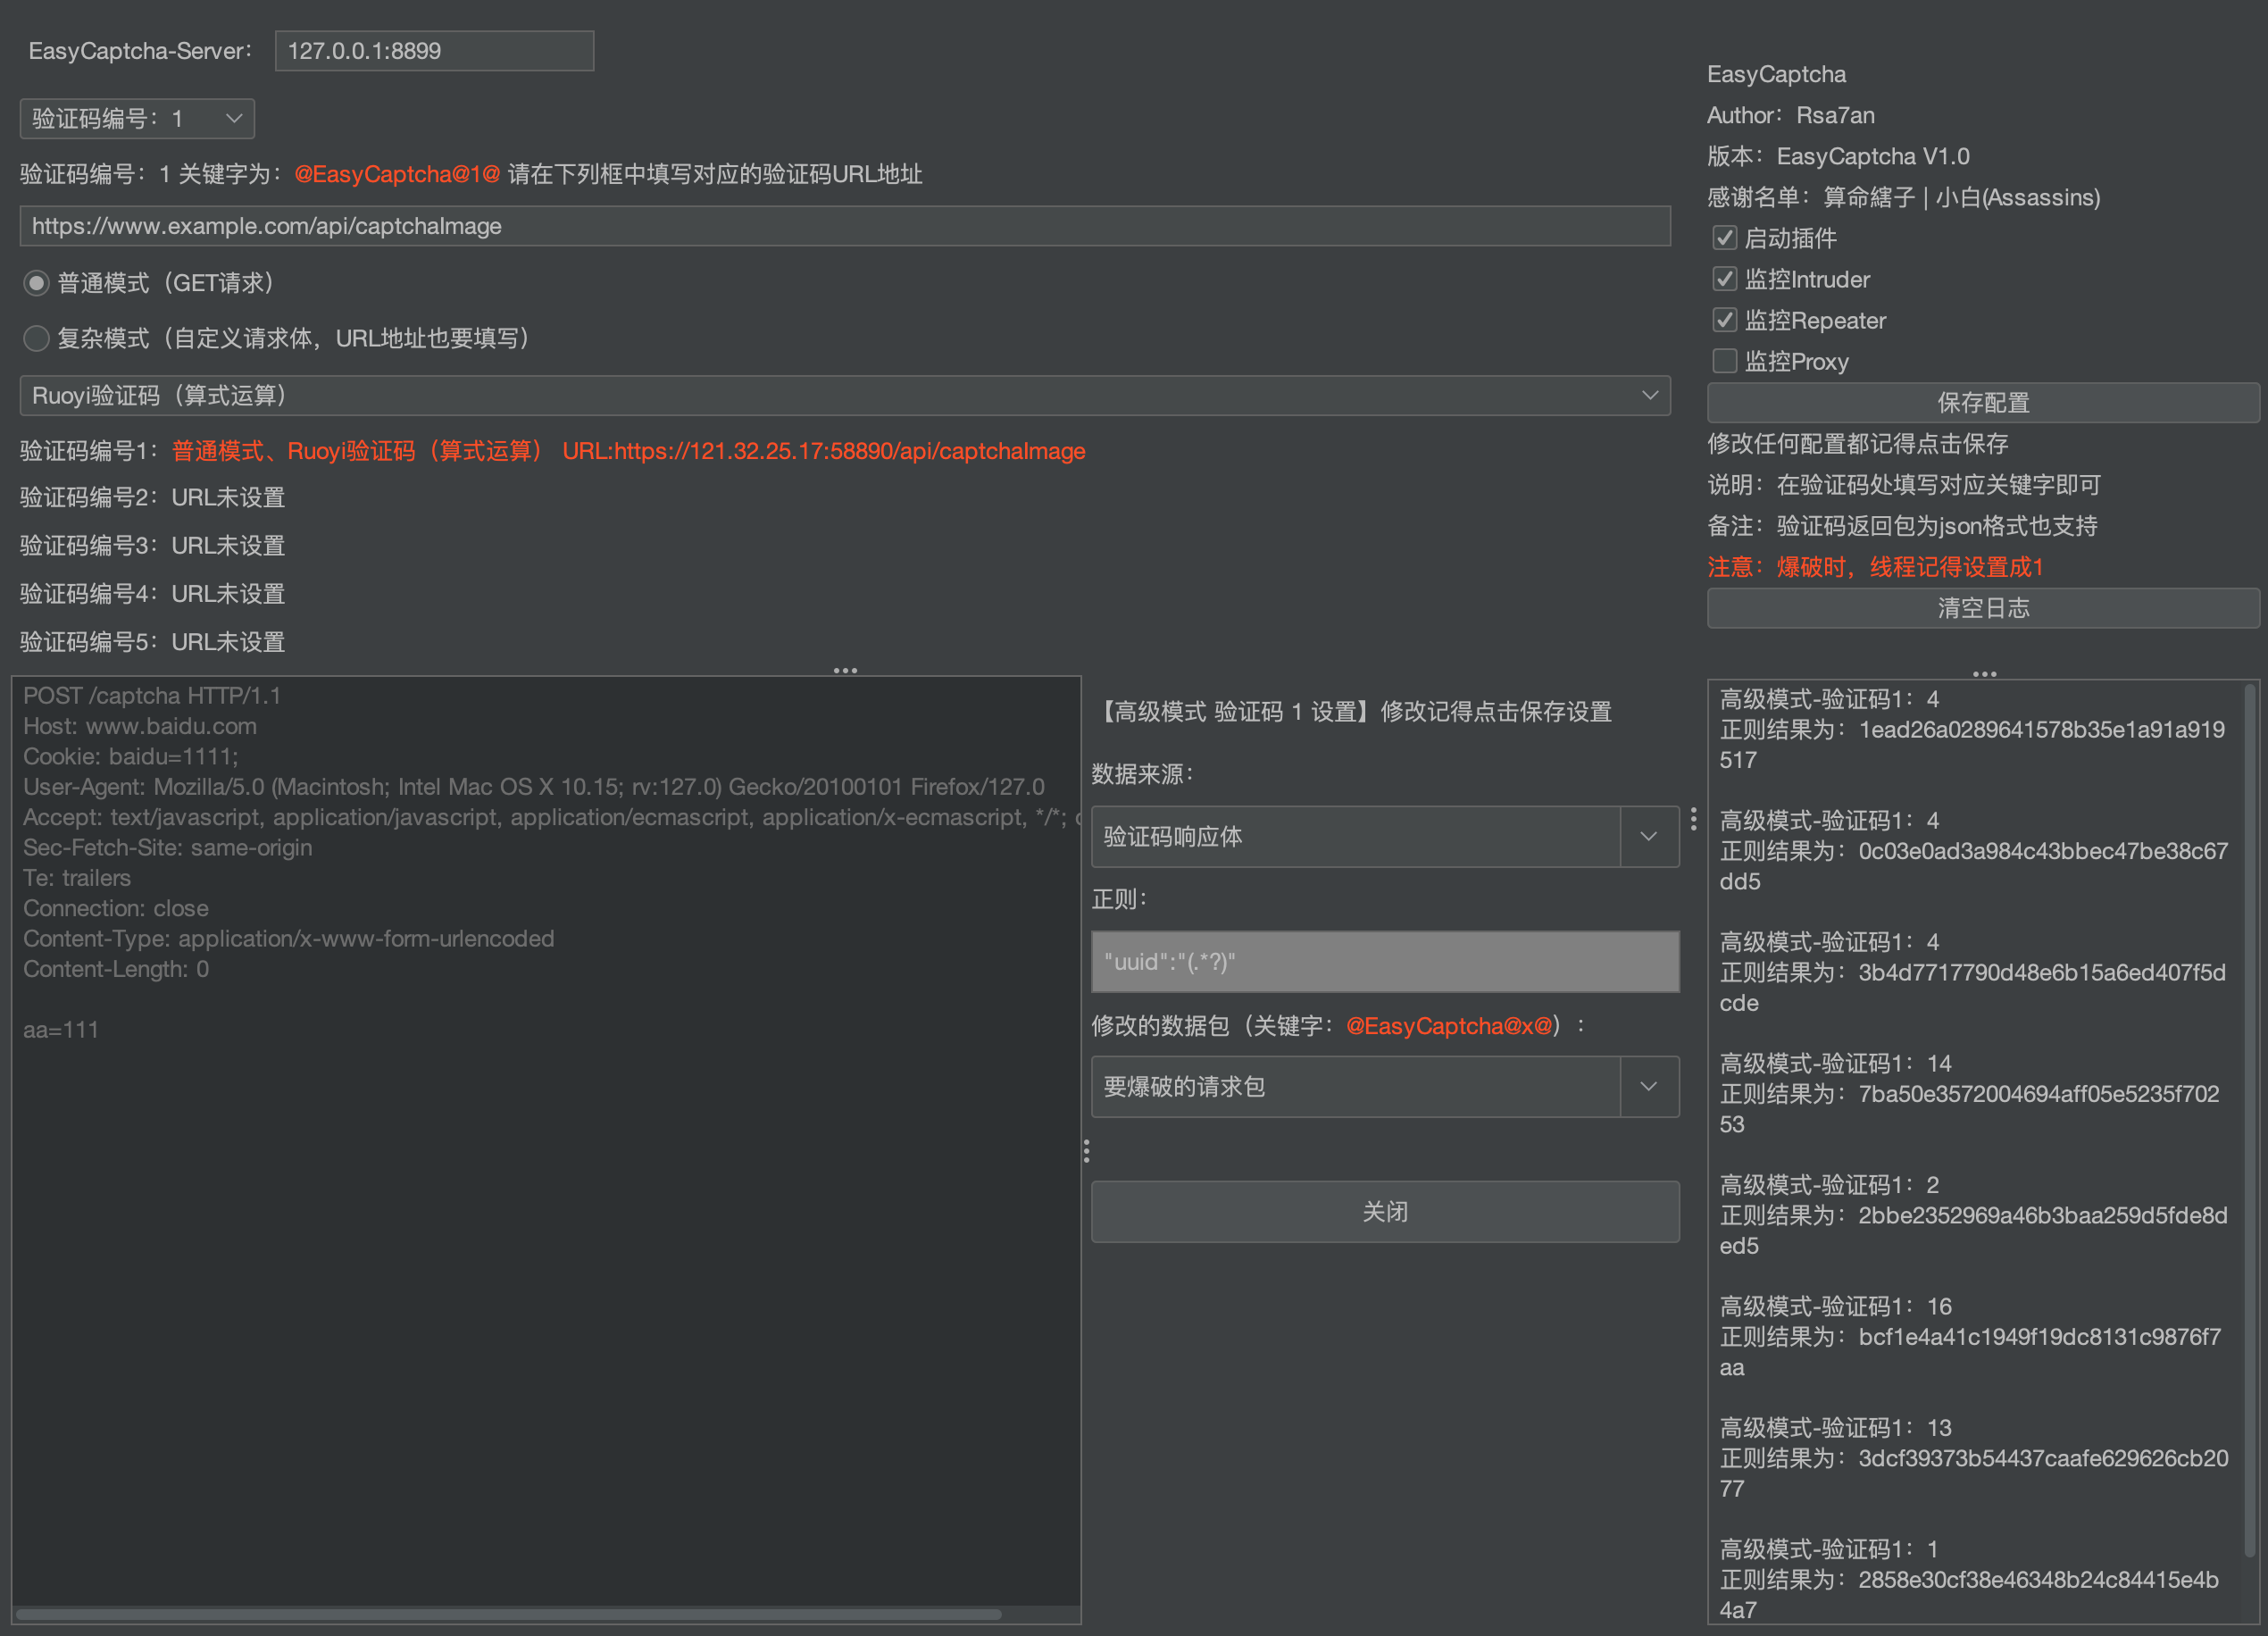 EasyCaptcha-Server：
127.0.0.1:8899
验证码编号：1
验证码编号：1 关键字为：@EasyCaptcha@1@ 请在下列框中填写对应的验证码URL地址
https://www.example.com/api/captchaImage
普通模式（GET请求）
复杂模式（自定义请求体，URL地址也要填写）
Ruoyi验证码（算式运算）
验证码编号1：普通模式、Ruoyi验证码（算式运算） URL:https://121.32.25.17:58890/api/captchaImage
验证码编号2：URL未设置
验证码编号3：URL未设置
验证码编号4：URL未设置
验证码编号5：URL未设置
EasyCaptcha
Author：Rsa7an
版本：EasyCaptcha V1.0
感谢名单：算命縖子 | 小白(Assassins)
启动插件
监控Intruder
监控Repeater
监控Proxy
保存配置
修改任何配置都记得点击保存
说明：在验证码处填写对应关键字即可
备注：验证码返回包为json格式也支持
注意：爆破时，线程记得设置成1
清空日志
POST /captcha HTTP/1.1
Host: www.baidu.com
Cookie: baidu=1111;
User-Agent: Mozilla/5.0 (Macintosh; Intel Mac OS X 10.15; rv:127.0) Gecko/20100101 Firefox/127.0
Accept: text/javascript, application/javascript, application/ecmascript, application/x-ecmascript, */*;
Sec-Fetch-Site: same-origin
Te: trailers
Connection: close
Content-Type: application/x-www-form-urlencoded
Content-Length: 0
aa=111
【高级模式 验证码 1 设置】修改记得点击保存设置
数据来源：
验证码响应体
正则：
"uuid":"(.*?)"
修改的数据包（关键字：@EasyCaptcha@x@）：
要爆破的请求包
关闭
高级模式-验证码1：4
正则结果为：1ead26a0289641578b35e1a91a919
517
高级模式-验证码1：4
正则结果为：0c03e0ad3a984c43bbec47be38c67
dd5
高级模式-验证码1：4
正则结果为：3b4d7717790d48e6b15a6ed407f5d
cde
高级模式-验证码1：14
正则结果为：7ba50e3572004694aff05e5235f702
53
高级模式-验证码1：2
正则结果为：2bbe2352969a46b3baa259d5fde8d
ed5
高级模式-验证码1：16
正则结果为：bcf1e4a41c1949f19dc8131c9876f7
aa
高级模式-验证码1：13
正则结果为：3dcf39373b54437caafe629626cb20
77
高级模式-验证码1：1
正则结果为：2858e30cf38e46348b24c84415e4b
4a7